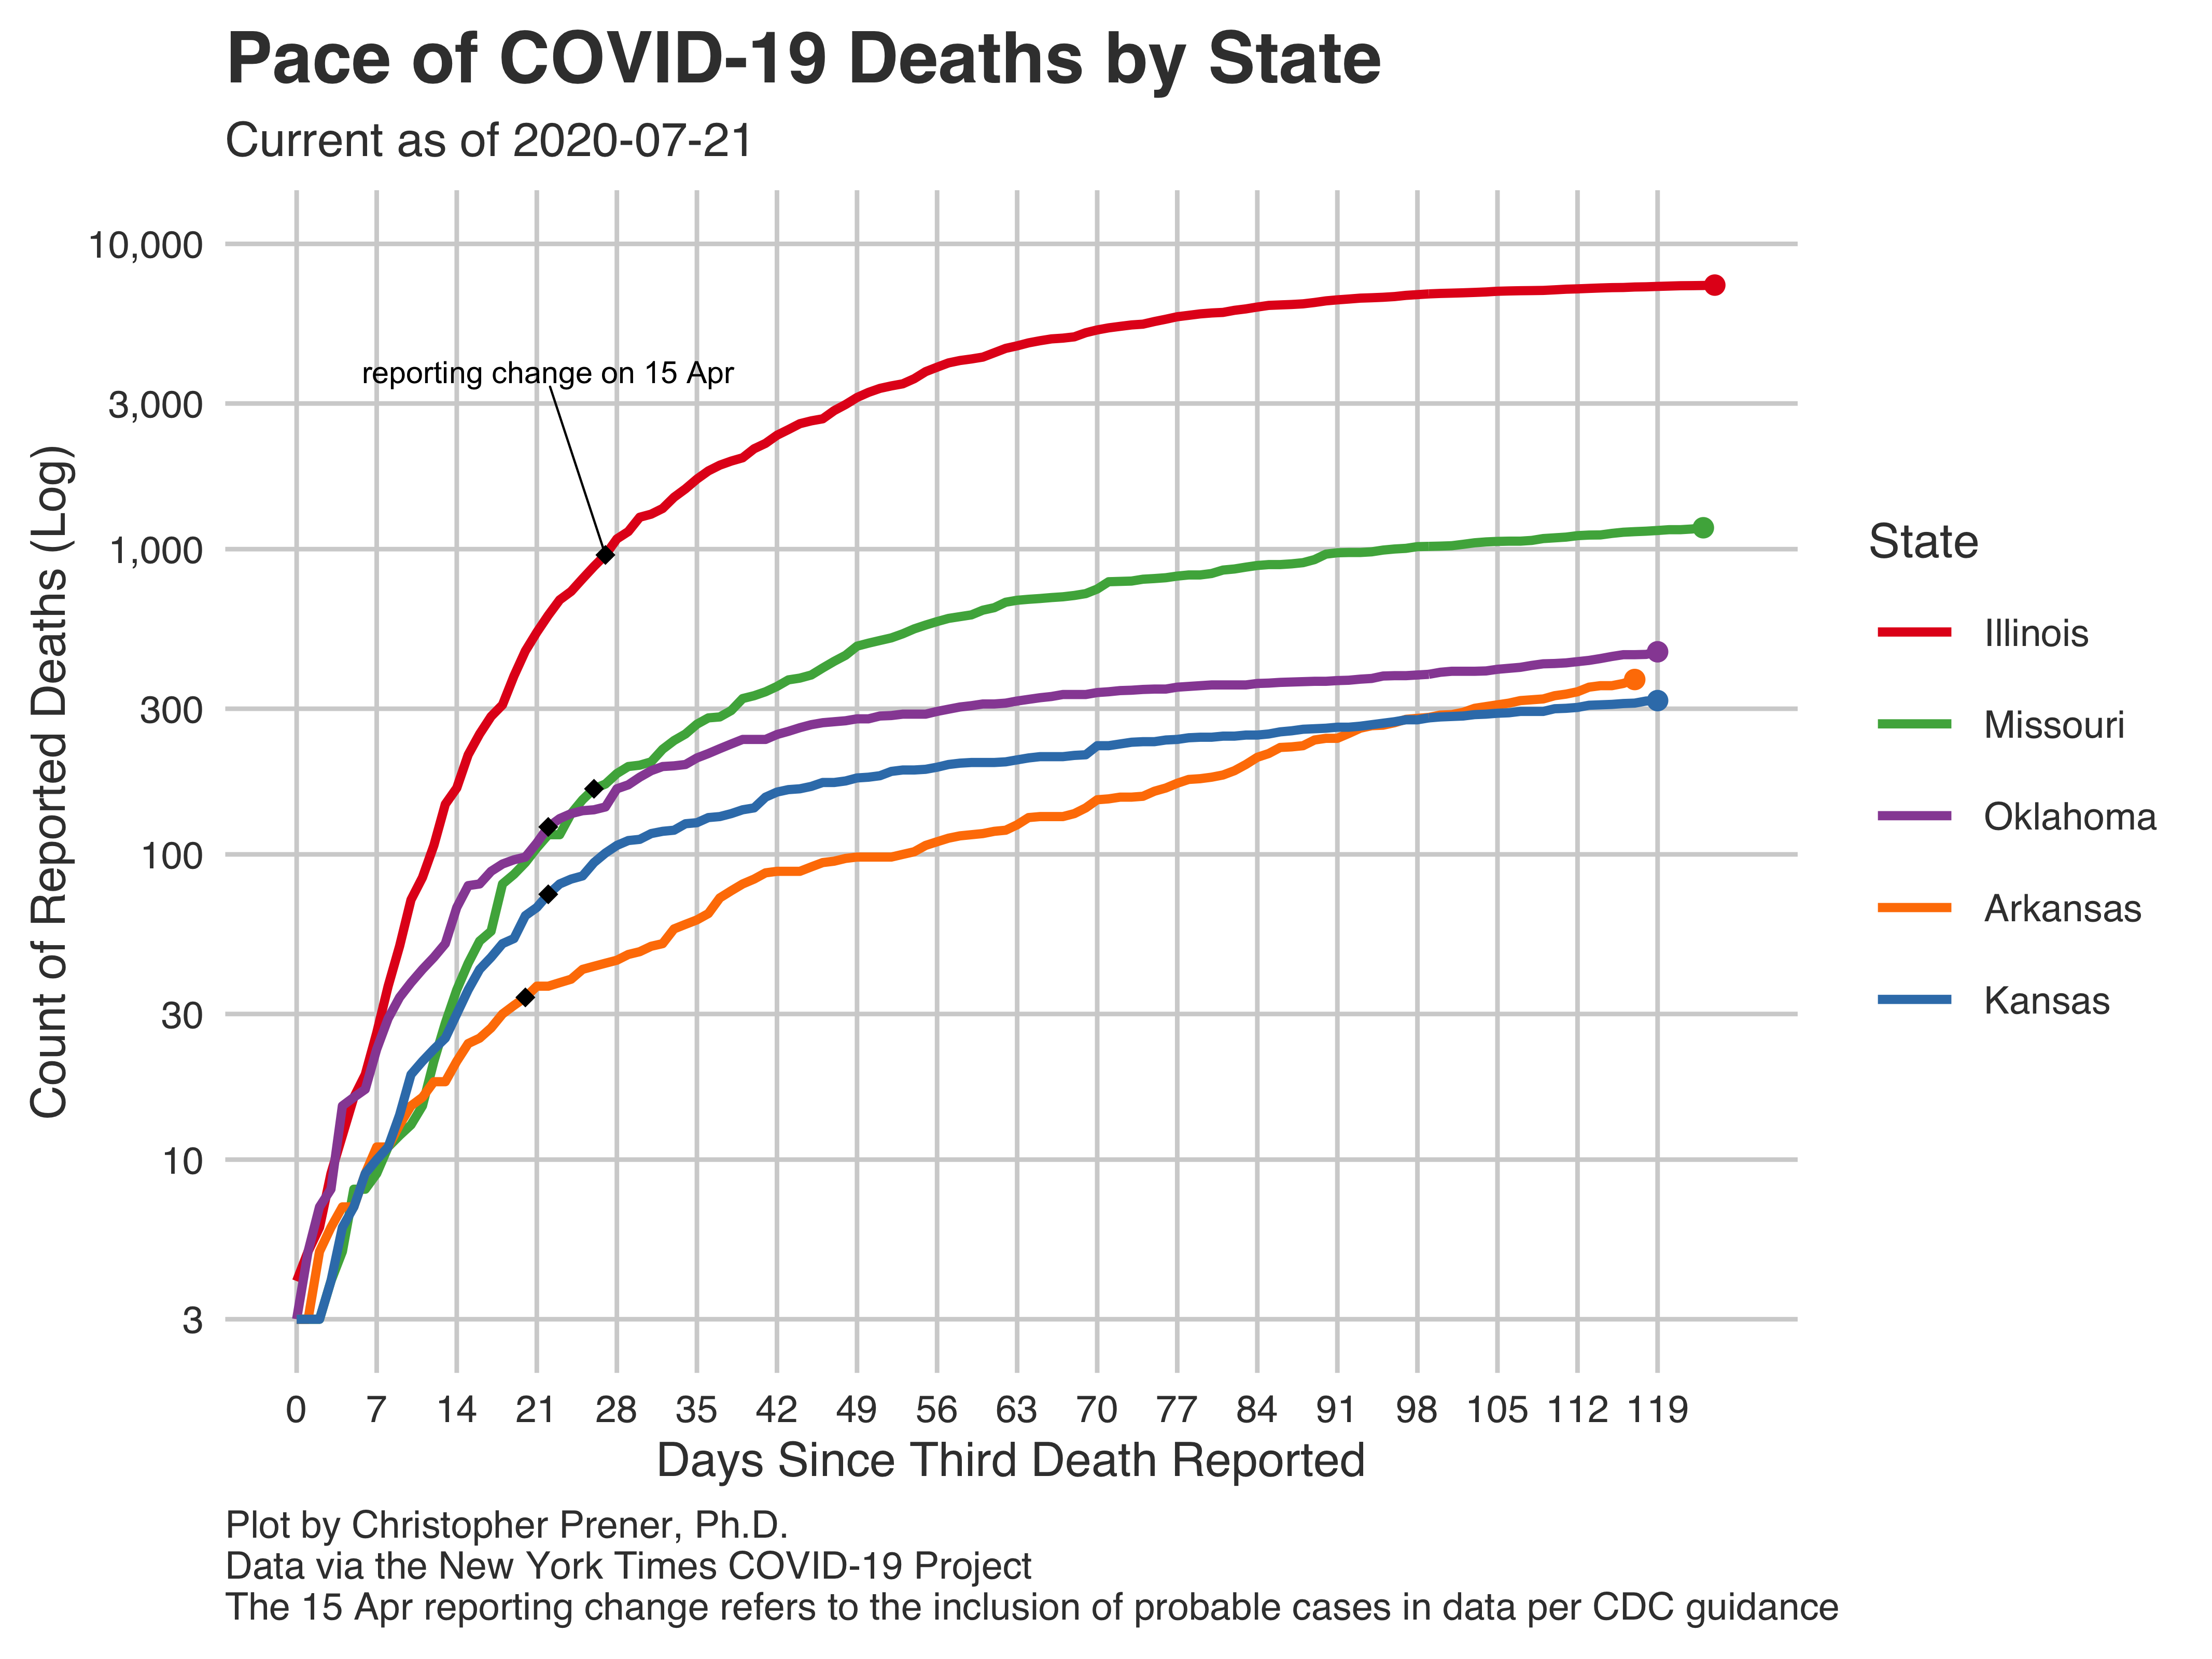 Pace of COVID-19 Deaths by State
Current as of 2020-07-21
10,000
3,000
1,000
300
100
30
10
3
Count of Reported Deaths (Log)
reporting change on 15 Apr
State
Illinois
Missouri
Oklahoma
Arkansas
Kansas
0 7 14 21 28 35 42 49 56 63 70 77 84 91 98 105 112 119
Days Since Third Death Reported
Plot by Christopher Prener, Ph.D.
Data via the New York Times COVID-19 Project
The 15 Apr reporting change refers to the inclusion of probable cases in data per CDC guidance